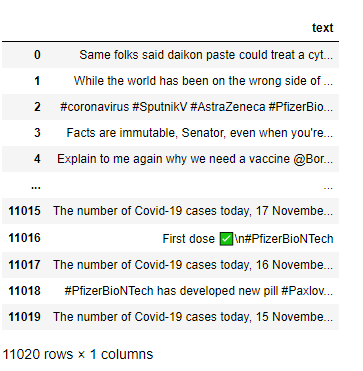 text
0 Same folks said daikon paste could treat a cyt...
1 While the world has been on the wrong side of ...
2 #coronavirus #SputnikV #AstraZeneca #PfizerBio...
3 Facts are immutable, Senator, even when you're...
4 Explain to me again why we need a vaccine @Bor...
... ...
11015 The number of Covid-19 cases today, 17 Novembe...
11016 First dose ✅\n#PfizerBioNTech
11017 The number of Covid-19 cases today, 16 Novembe...
11018 #PfizerBioNTech has developed new pill #Paxlov...
11019 The number of Covid-19 cases today, 15 Novembe...
11020 rows × 1 columns